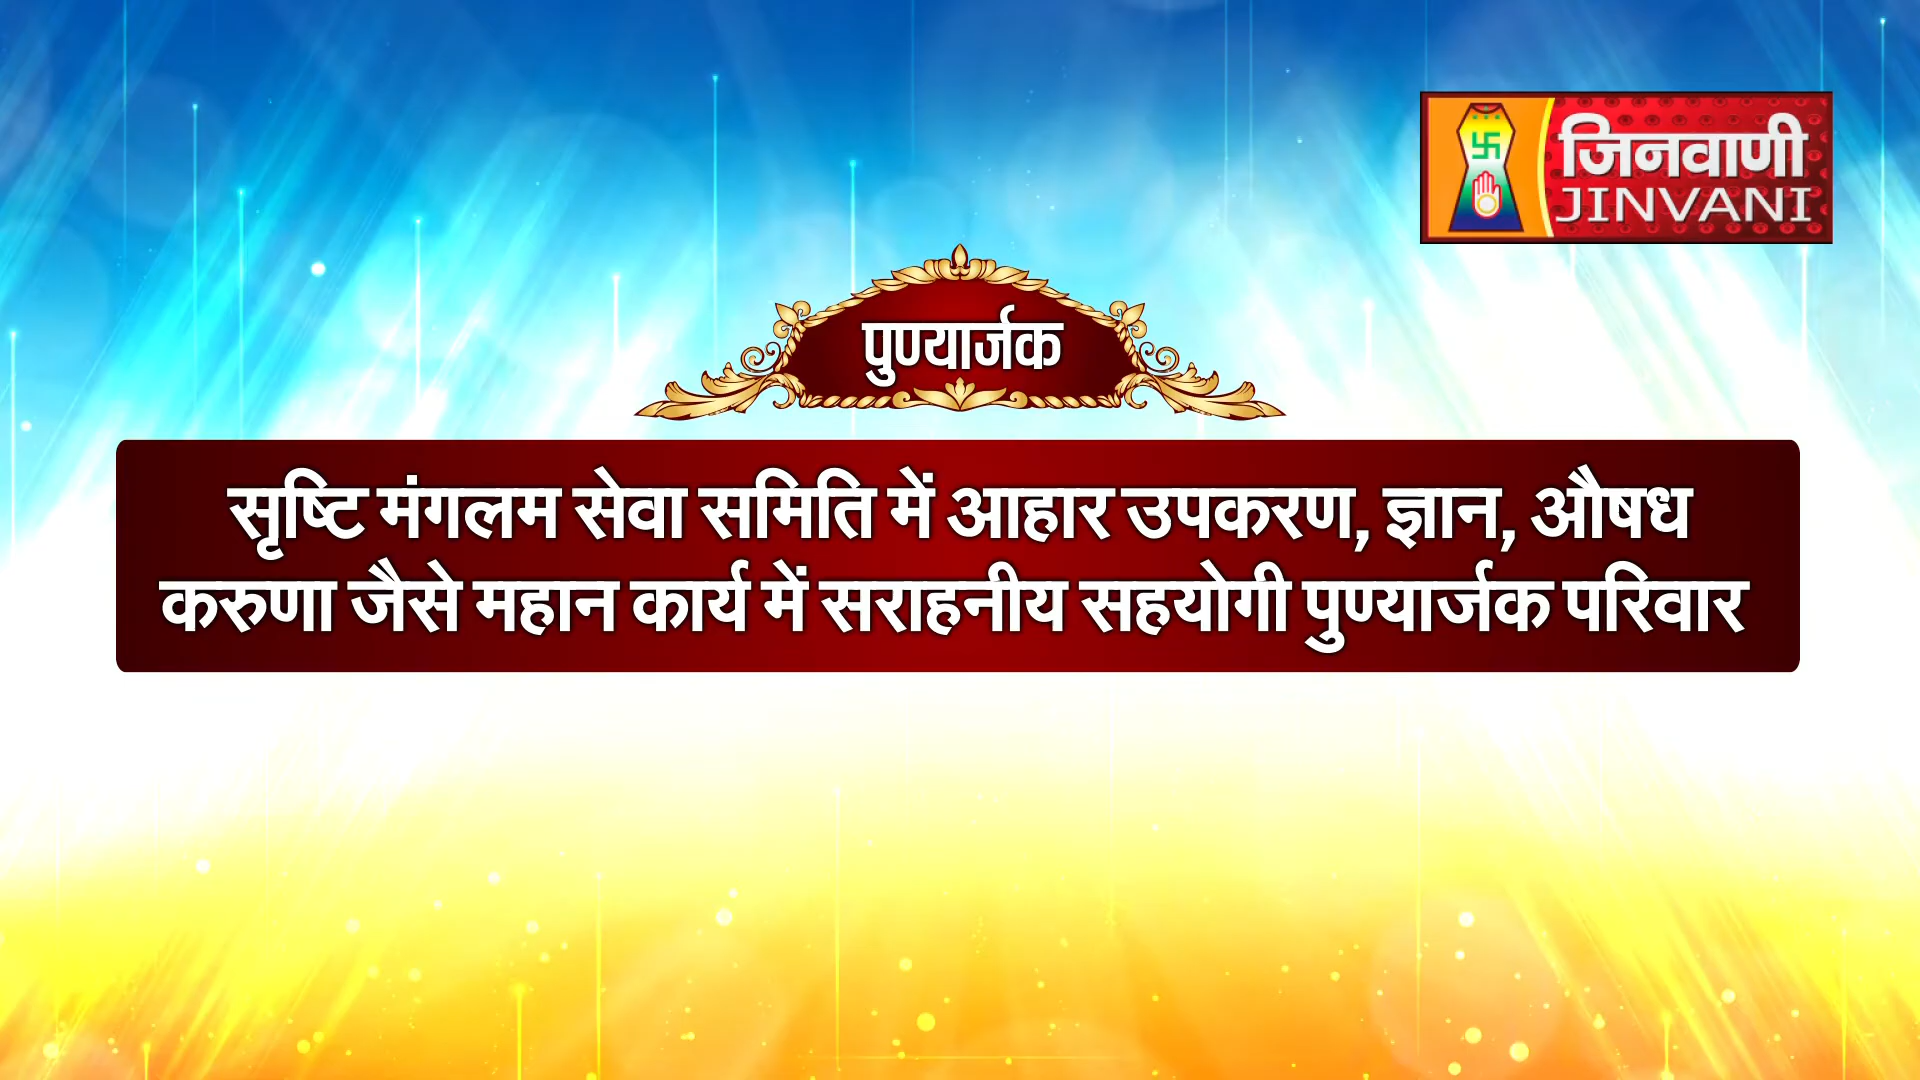 जिनवाणी
JINVANI
पुण्यार्जक
सृष्टि मंगलम सेवा समिति में आहार उपकरण, ज्ञान, औषध
करुणा जैसे महान कार्य में सराहनीय सहयोगी पुण्यार्जक परिवार